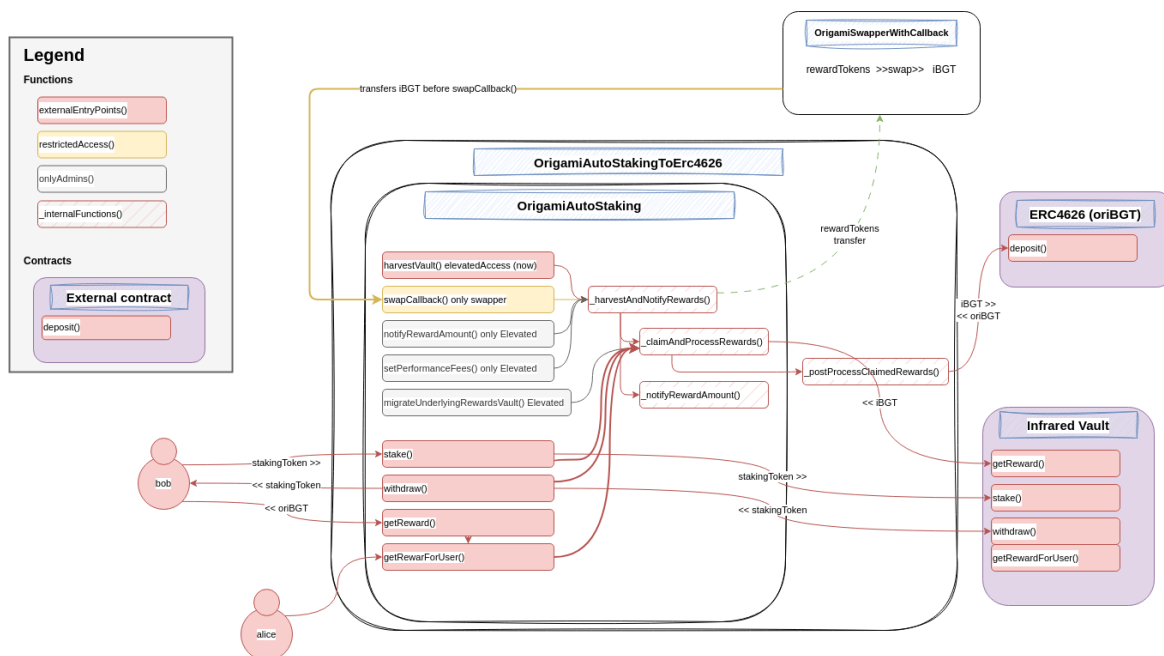 Legend
Functions
externalEntryPoints()
restrictedAccess()
onlyAdmins()
_internalFunctions()
Contracts
External contract
deposit()
OrigamiSwapperWithCallback
rewardTokens >>swap>> iBGT
transfers iBGT before swapCallback()
OrigamiAutoStakingToErc4626
OrigamiAutoStaking
rewardTokens
transfer
ERC4626 (oriBGT)
deposit()
harvestVault() elevatedAccess (now)
swapCallback() only swapper
_harvestAndNotifyRewards()
iBGT >>
<< oriBGT
notifyRewardAmount() only Elevated
_claimAndProcessRewards()
setPerformanceFees() only Elevated
_postProcessClaimedRewards()
migrateUnderlyingRewardsVault() Elevated
_notifyRewardAmount()
<< iBGT
Infrared Vault
stakingToken >>
stake()
getReward()
stakingToken >>
bob
<< stakingToken
withdraw()
stake()
<< oriBGT
<< stakingToken
getReward()
withdraw()
getRewarForUser()
getRewardForUser()
alice